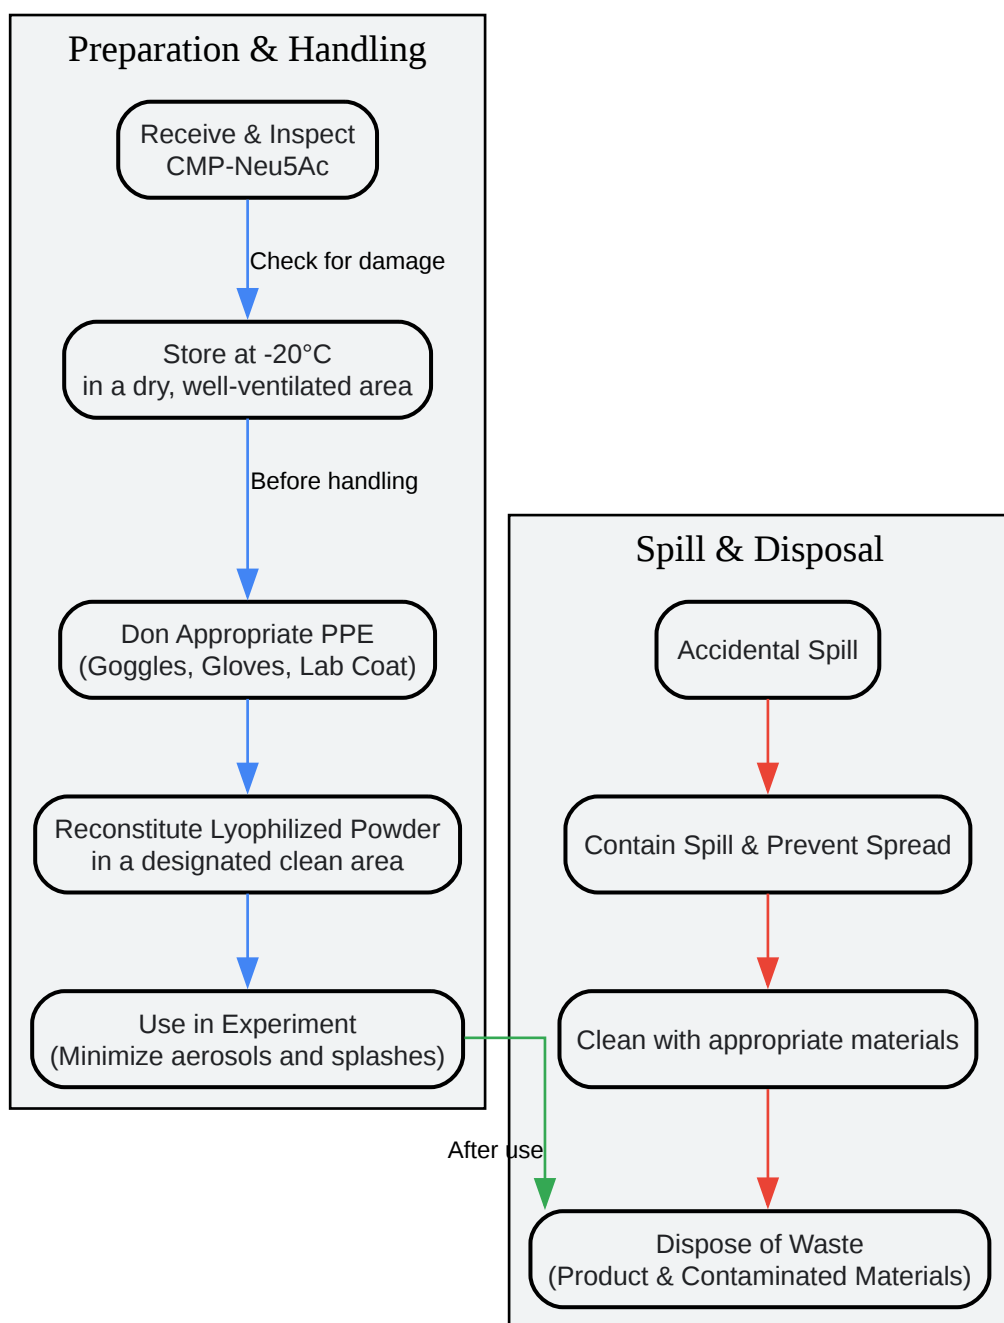 Preparation & Handling
Receive & Inspect
CMP-Neu5Ac
Check for damage
Store at -20°C
in a dry, well-ventilated area
Before handling
Don Appropriate PPE
(Goggles, Gloves, Lab Coat)
Reconstitute Lyophilized Powder
in a designated clean area
Use in Experiment
(Minimize aerosols and splashes)
After use
Spill & Disposal
Accidental Spill
Contain Spill & Prevent Spread
Clean with appropriate materials
Dispose of Waste
(Product & Contaminated Materials)